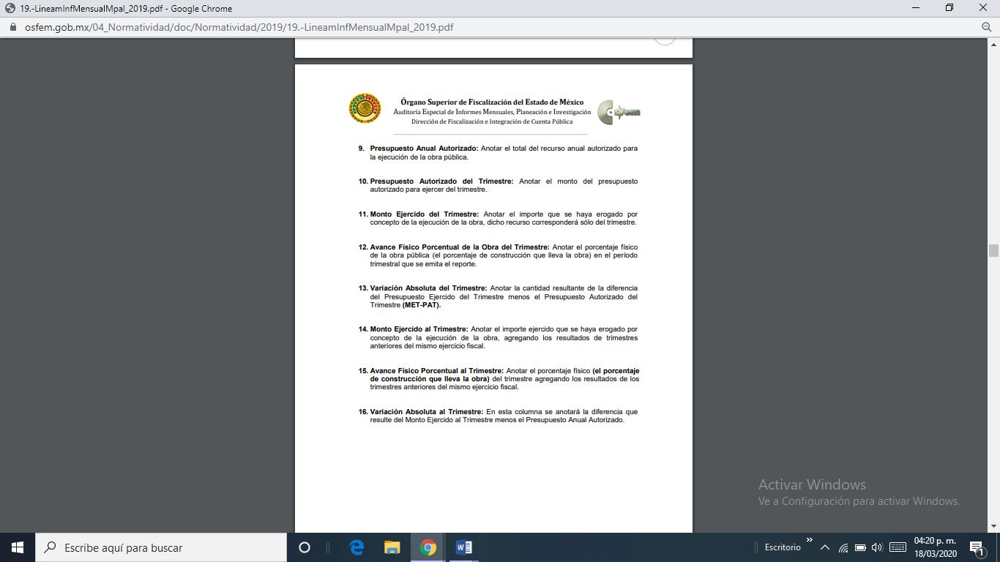 19.-LineamInfMensualMpal_2019.pdf - Google Chrome
osfem.gob.mx/04_Normatividad/doc/Normatividad/2019/19.-LineamInfMensualMpal_2019.pdf
Órgano Superior de Fiscalización del Estado de México
Auditoría Especial de Informes Mensuales, Planeación e Investigación
Dirección de Fiscalización e Integración de Cuenta Pública
osfem
9. Presupuesto Anual Autorizado: Anotar el total del recurso anual autorizado para
la ejecución de la obra pública.
10. Presupuesto Autorizado del Trimestre: Anotar el monto del presupuesto
autorizado para ejercer del trimestre.
11. Monto Ejercido del Trimestre: Anotar el importe que se haya erogado por
concepto de la ejecución de la obra, dicho recurso corresponderá sólo del trimestre.
12. Avance Físico Porcentual de la Obra del Trimestre: Anotar el porcentaje físico
de la obra pública (el porcentaje de construcción que lleva la obra) en el período
trimestral que se emita el reporte.
13. Variación Absoluta del Trimestre: Anotar la cantidad resultante de la diferencia
del Presupuesto Ejercido del Trimestre menos el Presupuesto Autorizado del
Trimestre (MET-PAT).
14. Monto Ejercido al Trimestre: Anotar el importe ejercido que se haya erogado por
concepto de la ejecución de la obra, agregando los resultados de trimestres
anteriores del mismo ejercicio fiscal.
15. Avance Físico Porcentual al Trimestre: Anotar el porcentaje físico (el porcentaje
de construcción que lleva la obra) del trimestre agregando los resultados de los
trimestres anteriores del mismo ejercicio fiscal.
16. Variación Absoluta al Trimestre: En esta columna se anotará la diferencia que
resulte del Monto Ejercido al Trimestre menos el Presupuesto Anual Autorizado.
Activar Windows
Ve a Configuración para activar Windows.
Escribe aquí para buscar
Escritorio
04:20 p. m.
18/03/2020
1